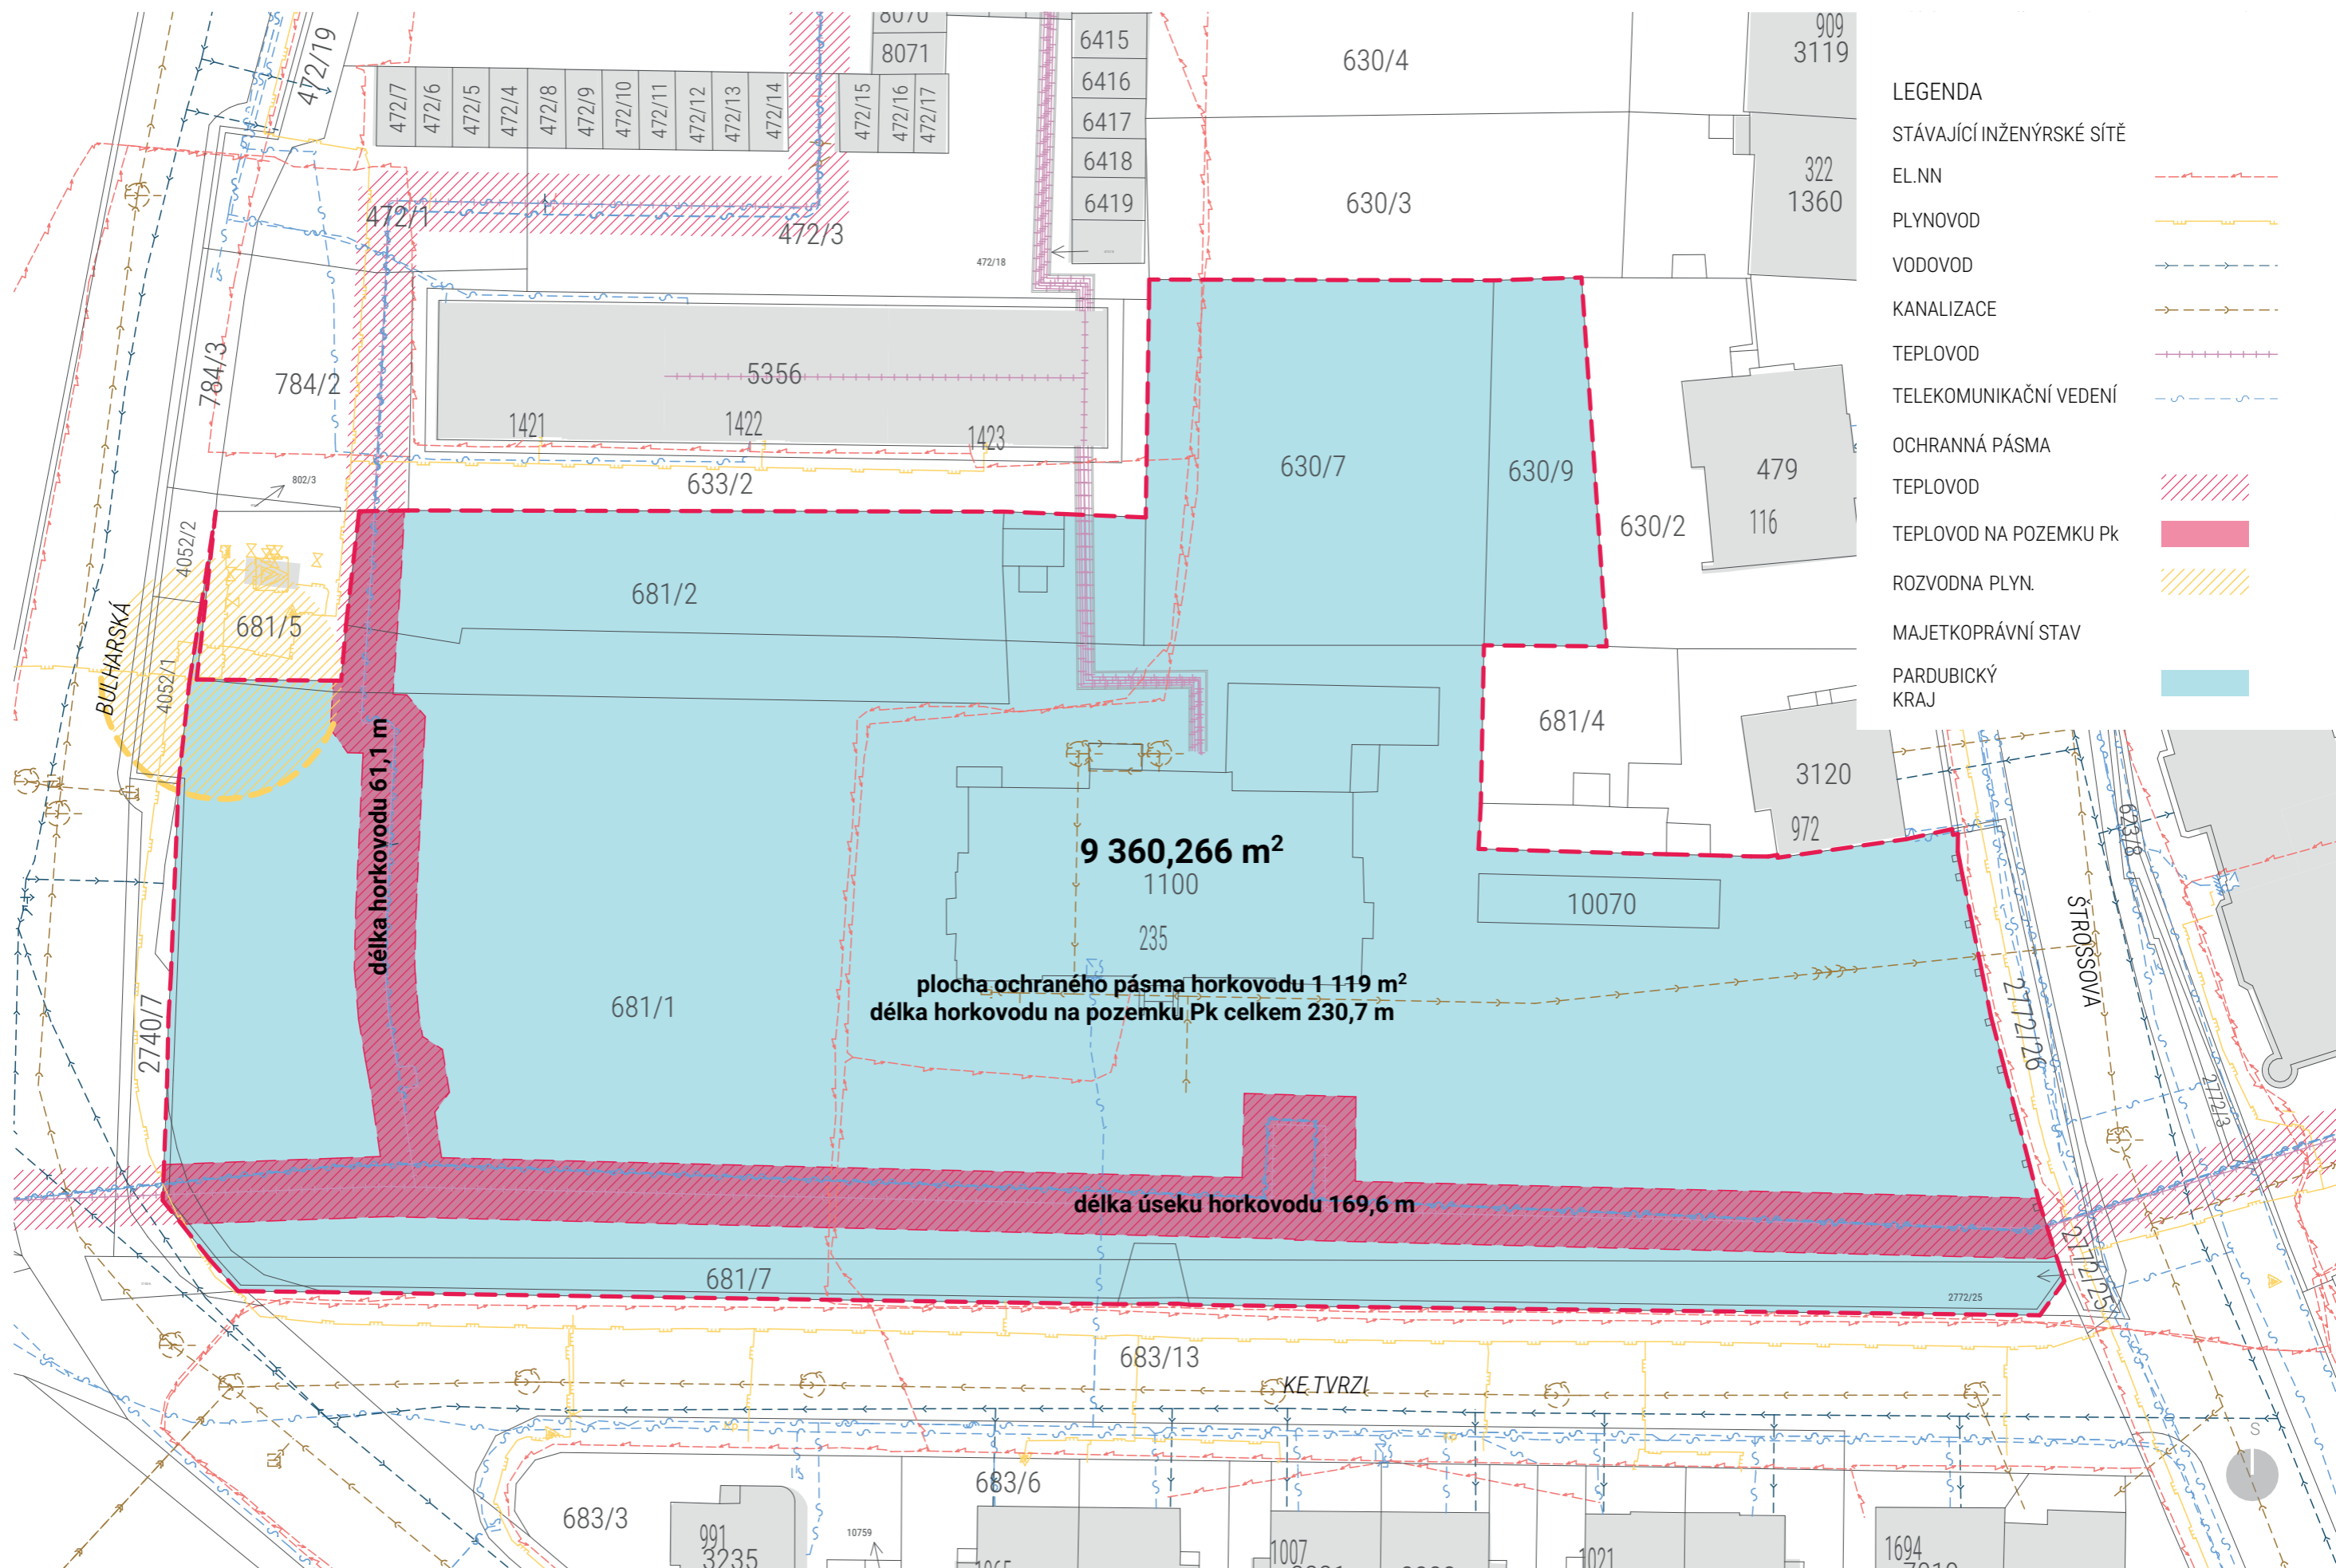 8070
8071
6415
6416
6417
6418
6419
630/4
909
3119
472/19
472/7
472/6
472/5
472/4
472/8
472/9
472/10
472/11
472/12
472/13
472/14
472/15
472/16
472/17
322
1360
630/3
472/1
472/3
472/18
784/3
784/2
5356
1421
1422
1423
633/2
802/3
4052/2
630/7
630/9
630/2
479
116
681/2
681/5
BULHARSKÁ
4052/1
681/4
3120
972
délka horkovodu 61,1 m
9 360,266 m²
1100
235
10070
plocha ochraného pásma horkovodu 1 119 m²
délka horkovodu na pozemku Pk celkem 230,7 m
681/1
2740/7
623/8
ŠTROSSOVA
2772/26
2772/3
délka úseku horkovodu 169,6 m
681/7
2772/25
2772/25
683/13
KE TVRZI
683/6
683/3
991
3235
10759
1007
1021
1694
S
LEGENDA
STÁVAJÍCÍ INŽENÝRSKÉ SÍTĚ
EL.NN
PLYNOVOD
VODOVOD
KANALIZACE
TEPLOVOD
TELEKOMUNIKAČNÍ VEDENÍ
OCHRANNÁ PÁSMA
TEPLOVOD
TEPLOVOD NA POZEMKU Pk
ROZVODNA PLYN.
MAJETKOPRÁVNÍ STAV
PARDUBICKÝ
KRAJ